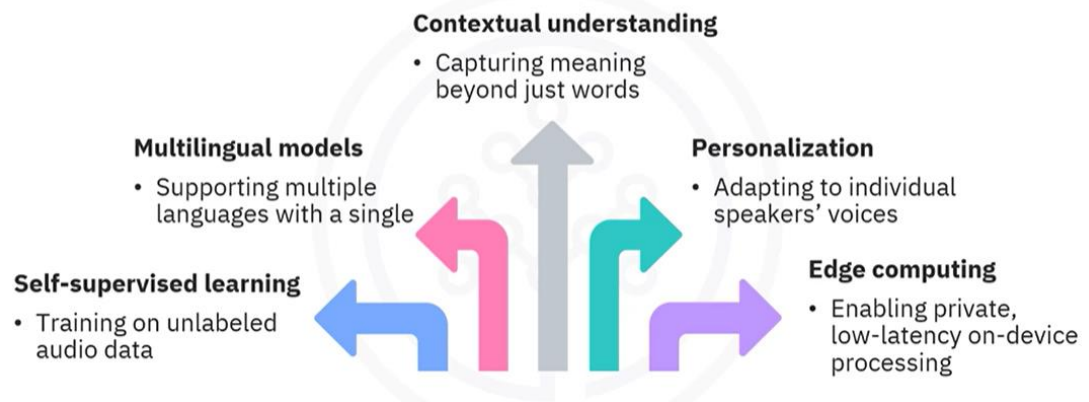 Contextual understanding
• Capturing meaning
beyond just words
Multilingual models
• Supporting multiple
languages with a single
Personalization
• Adapting to individual
speakers’ voices
Self-supervised learning
• Training on unlabeled
audio data
Edge computing
• Enabling private,
low-latency on-device
processing